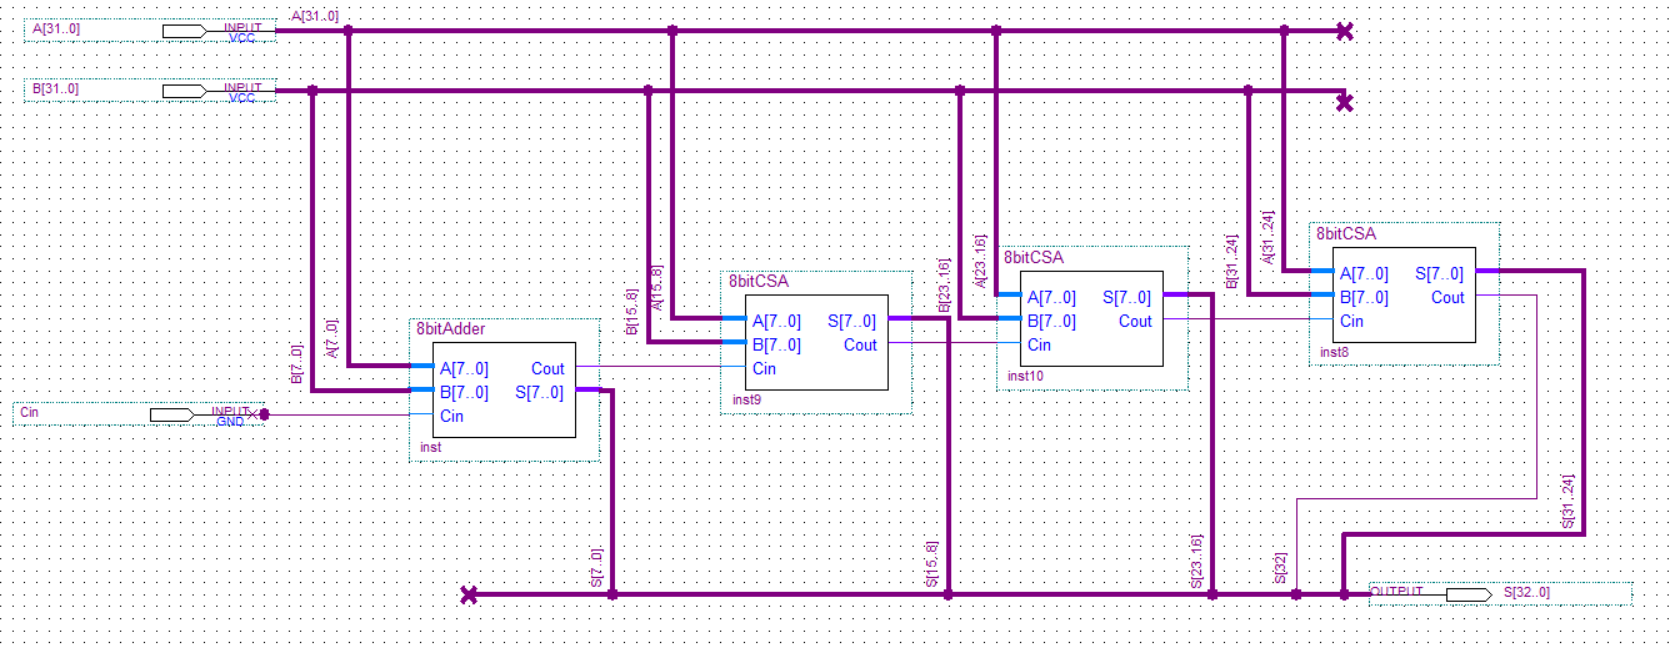 A[31..0]
A[31..0]
INPUT
VCC
B[31..0]
INPUT
VCC
Cin
INPUT
GND
B[7..0]
A[7..0]
8bitAdder
A[7..0]
B[7..0]
Cin
Cout
S[7..0]
inst
B[15..8]
A[15..8]
8bitCSA
A[7..0]
B[7..0]
Cin
S[7..0]
Cout
inst9
B[23..16]
A[23..16]
8bitCSA
A[7..0]
B[7..0]
Cin
S[7..0]
Cout
inst10
B[31..24]
A[31..24]
8bitCSA
A[7..0]
B[7..0]
Cin
S[7..0]
Cout
inst8
S[7..0]
S[15..8]
S[23..16]
S[32]
S[31..24]
OUTPUT
S[32..0]